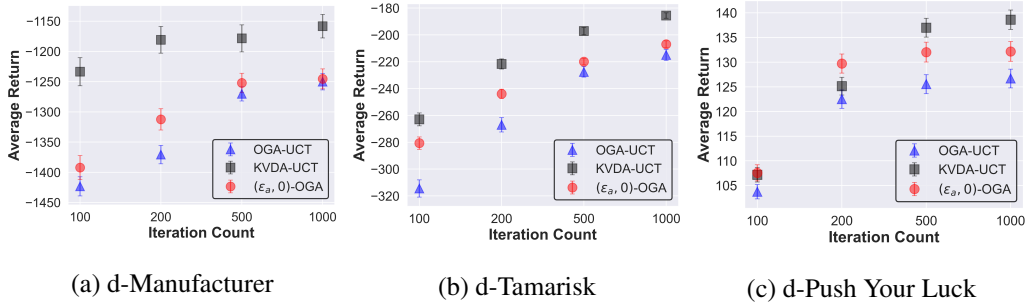 Average Return
−1150
−1200
−1250
−1300
−1350
−1400
−1450
OGA-UCT
KVDA-UCT
(εₐ, 0)-OGA
100
200
500
1000
Iteration Count
(a) d-Manufacturer
Average Return
−180
−200
−220
−240
−260
−280
−300
−320
OGA-UCT
KVDA-UCT
(εₐ, 0)-OGA
100
200
500
1000
Iteration Count
(b) d-Tamarisk
Average Return
140
135
130
125
120
115
110
105
OGA-UCT
KVDA-UCT
(εₐ, 0)-OGA
100
200
500
1000
Iteration Count
(c) d-Push Your Luck